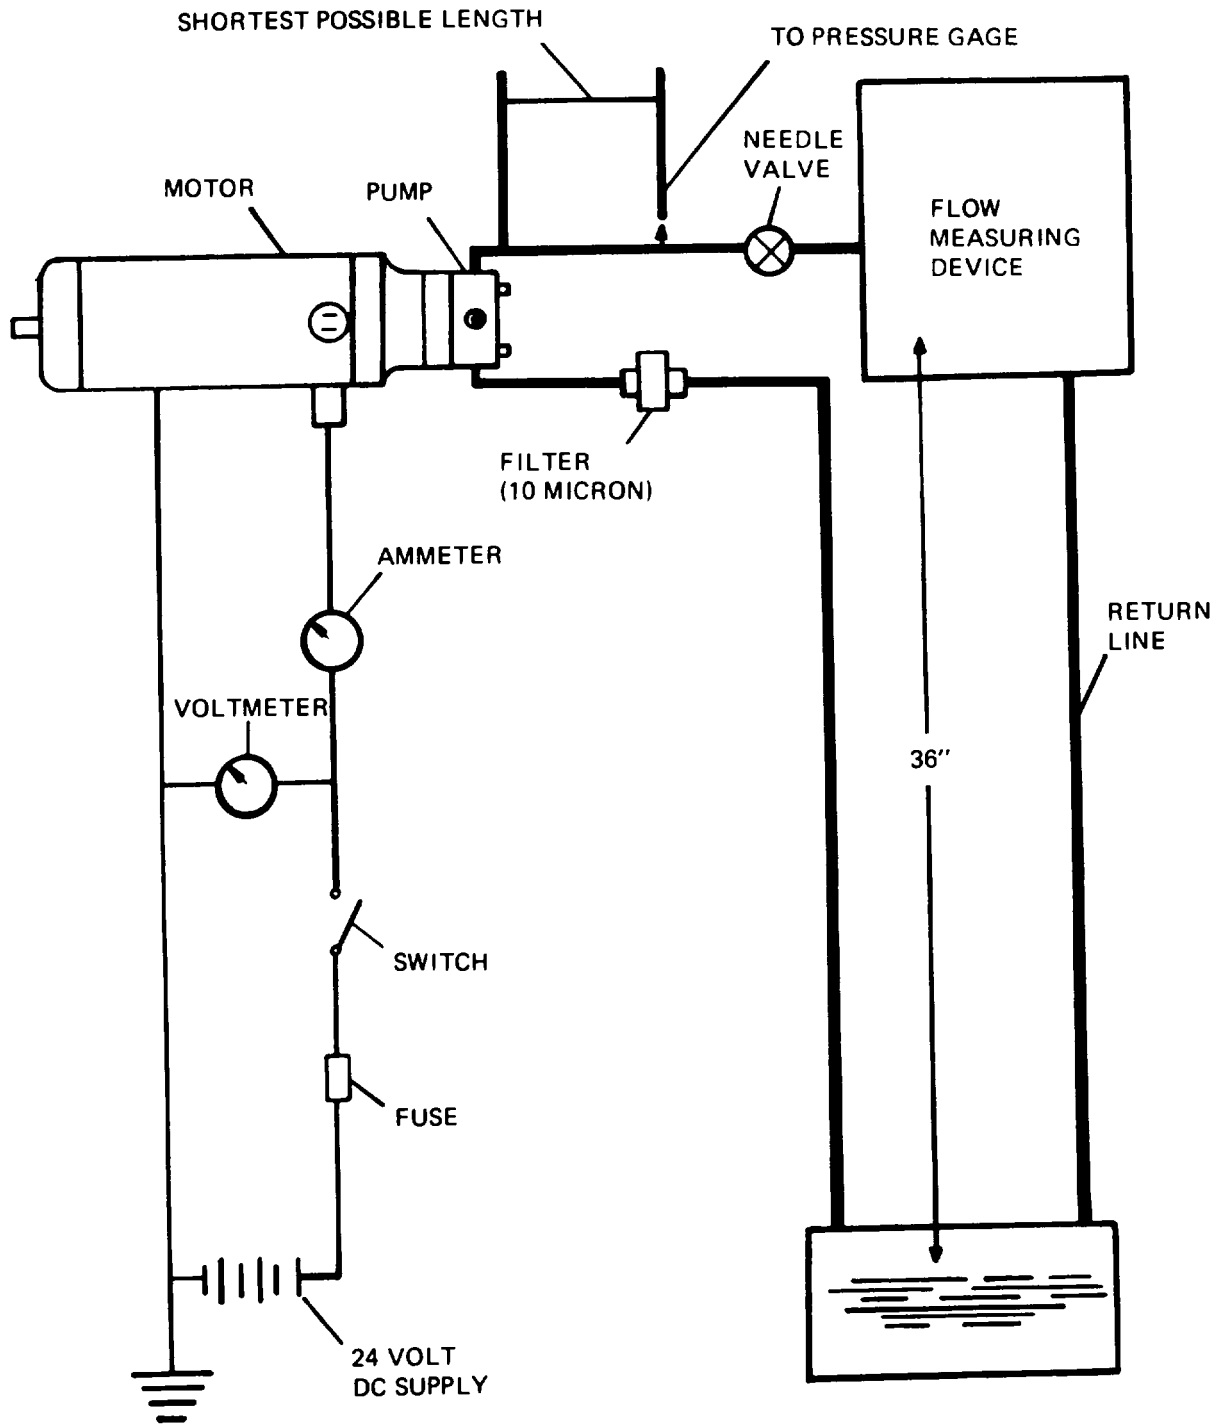 SHORTEST POSSIBLE LENGTH
TO PRESSURE GAGE
NEEDLE
VALVE
MOTOR
PUMP
FLOW
MEASURING
DEVICE
FILTER
(10 MICRON)
AMMETER
RETURN
LINE
VOLTMETER
36"
SWITCH
FUSE
24 VOLT
DC SUPPLY